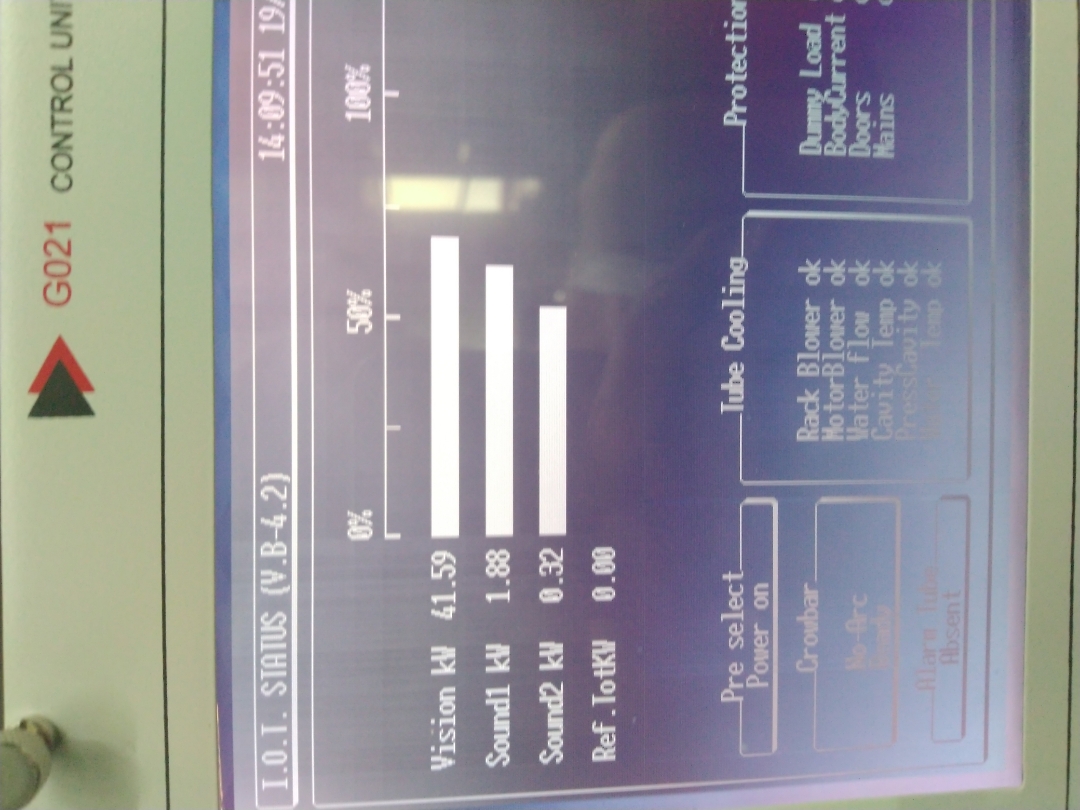 G021 CONTROL UNI
I.O.T. STATUS (V.B-4.2) 14:09:51 19/
0% 50% 100%
Vision kW 41.59
Sound1 kW 1.88
Sound2 kW 0.32
Ref.TotKW 0.00
Pre select
Power on
Crowbar
No-Arc
Ready
Alarm Tube
Absent
Tube Cooling
Rack Blower ok
MotorBlower ok
Water flow ok
Cavity Temp ok
PressCavity ok
Temp ok
Protection
Dummy Load
BodyCurrent
Doors
Mains